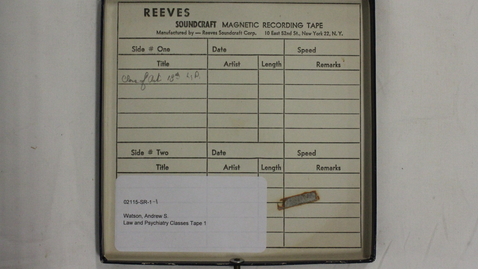 REEVES
SOUNDCRAFT MAGNETIC RECORDING TAPE
Manufactured by — Reeves Soundcraft Corp. 10 East 52nd St., New York 22, N. Y.
Side # One Date Speed
Title Artist Length Remarks
of 13th
Side # Two Date Speed
Title Artist Length Remarks
02115-SR-1-
Watson, Andrew S.
Law and Psychiatry Classes Tape 1